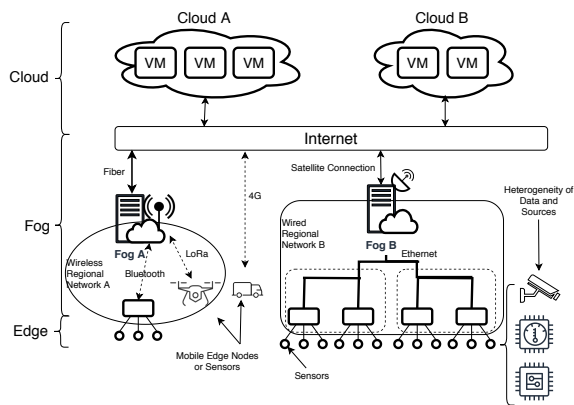 Cloud A
Cloud B
VM
VM
VM
VM
VM
Cloud
Internet
Fiber
4G
Satellite Connection
Heterogeneity of
Data and
Sources
Fog
Fog A
Wireless
Regional
Network A
Bluetooth
LoRa
Wired
Regional
Network B
Fog B
Ethernet
Edge
Mobile Edge Nodes
or Sensors
Sensors